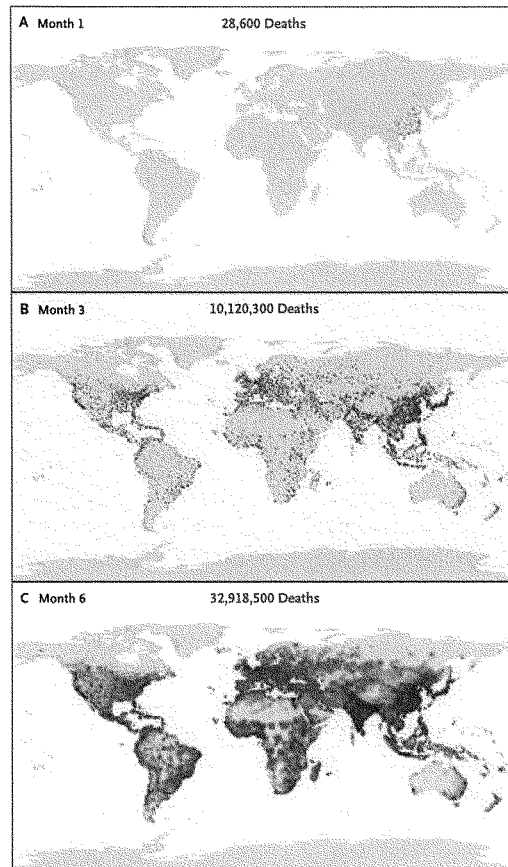 A Month 1 28,600 Deaths
B Month 3 10,120,300 Deaths
C Month 6 32,918,500 Deaths